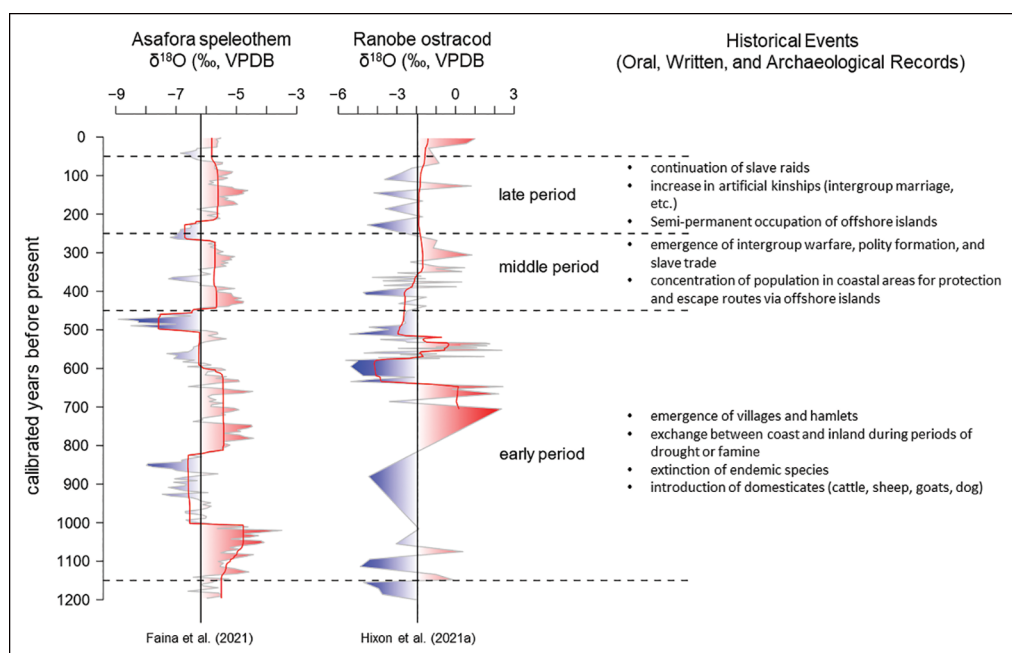 Asafora speleothem
δ18O (‰, VPDB
Ranobe ostracod
δ18O (‰, VPDB
Historical Events
(Oral, Written, and Archaeological Records)
−9 −7 −5 −3
−6 −3 0 3
calibrated years before present
0
100
200
300
400
500
600
700
800
900
1000
1100
1200
late period
middle period
early period
• continuation of slave raids
• increase in artificial kinships (intergroup marriage,
etc.)
• Semi-permanent occupation of offshore islands
• emergence of intergroup warfare, polity formation, and
slave trade
• concentration of population in coastal areas for protection
and escape routes via offshore islands
• emergence of villages and hamlets
• exchange between coast and inland during periods of
drought or famine
• extinction of endemic species
• introduction of domesticates (cattle, sheep, goats, dog)
Faina et al. (2021)
Hixon et al. (2021a)